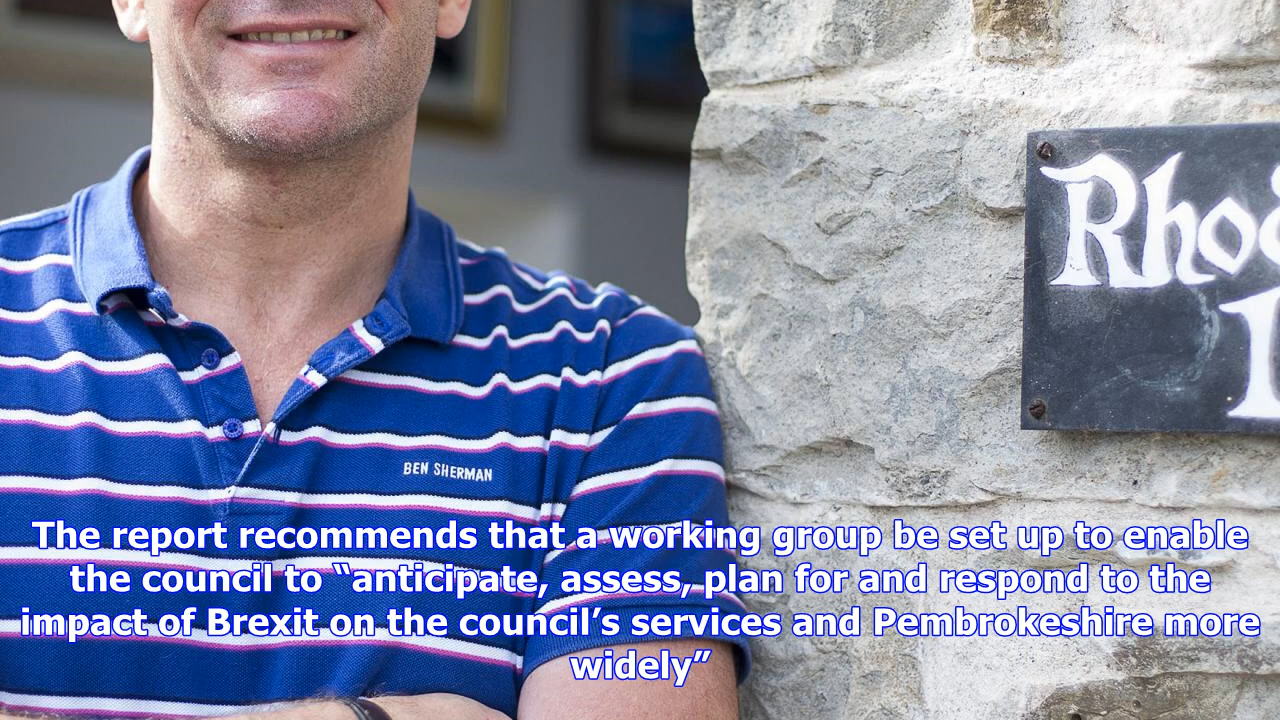 BEN SHERMAN
The report recommends that a working group be set up to enable
the council to “anticipate, assess, plan for and respond to the
impact of Brexit on the council’s services and Pembrokeshire more
widely”